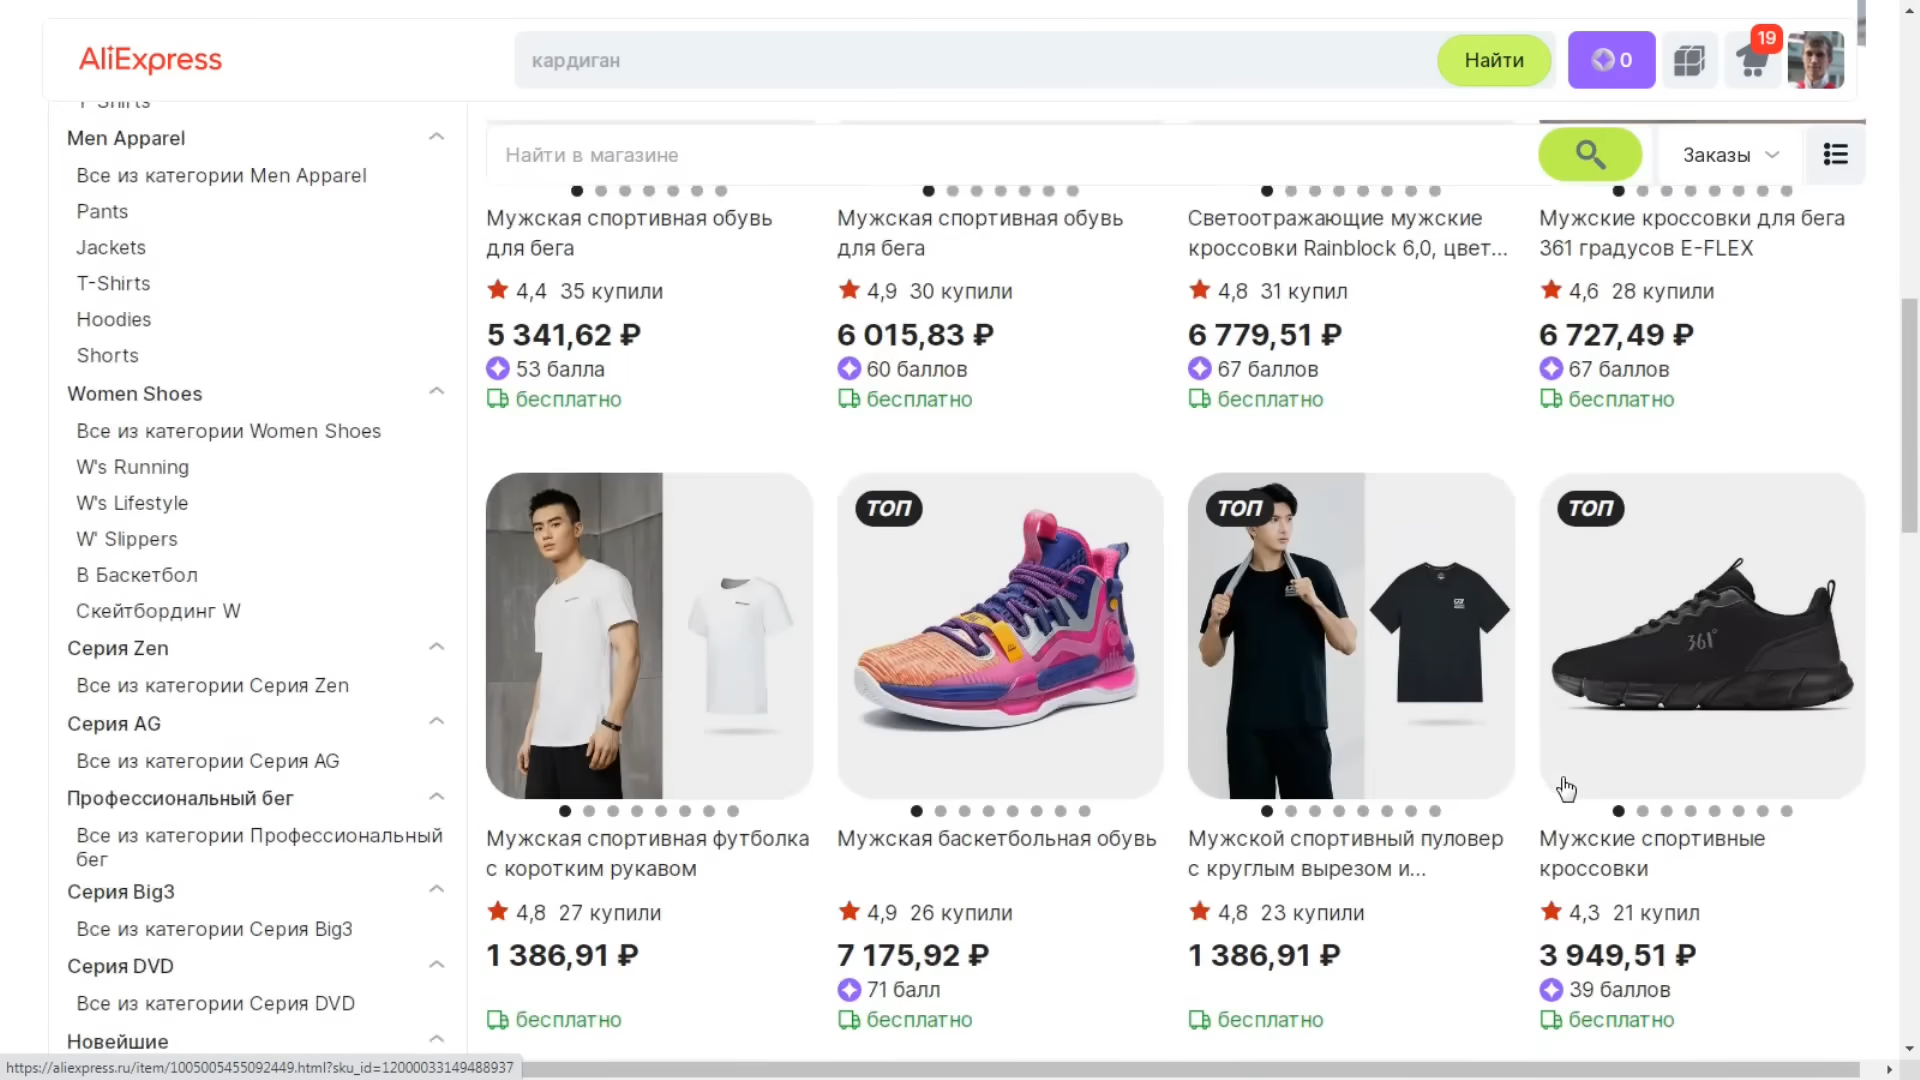 AliExpress
кардиган
Найти
0
19
T-Shirts
Men Apparel
Все из категории Men Apparel
Pants
Jackets
T-Shirts
Hoodies
Shorts
Women Shoes
Все из категории Women Shoes
W's Running
W's Lifestyle
W' Slippers
В Баскетбол
Скейтбординг W
Серия Zen
Все из категории Серия Zen
Серия AG
Все из категории Серия AG
Профессиональный бег
Все из категории Профессиональный
бег
Серия Big3
Все из категории Серия Big3
Серия DVD
Все из категории Серия DVD
Новейшие
Найти в магазине
Заказы
Мужская спортивная обувь
для бега
4,4 35 купили
5 341,62 ₽
53 балла
бесплатно
Мужская спортивная обувь
для бега
4,9 30 купили
6 015,83 ₽
60 баллов
бесплатно
Светоотражающие мужские
кроссовки Rainblock 6,0, цвет...
4,8 31 купил
6 779,51 ₽
67 баллов
бесплатно
Мужские кроссовки для бега
361 градусов E-FLEX
4,6 28 купили
6 727,49 ₽
67 баллов
бесплатно
Мужская спортивная футболка
с коротким рукавом
4,8 27 купили
1 386,91 ₽
бесплатно
ТОП
Мужская баскетбольная обувь
4,9 26 купили
7 175,92 ₽
71 балл
бесплатно
ТОП
Мужской спортивный пуловер
с круглым вырезом и...
4,8 23 купили
1 386,91 ₽
бесплатно
ТОП
361°
Мужские спортивные
кроссовки
4,3 21 купил
3 949,51 ₽
39 баллов
бесплатно
https://aliexpress.ru/item/1005005455092449.html?sku_id=12000033149488937